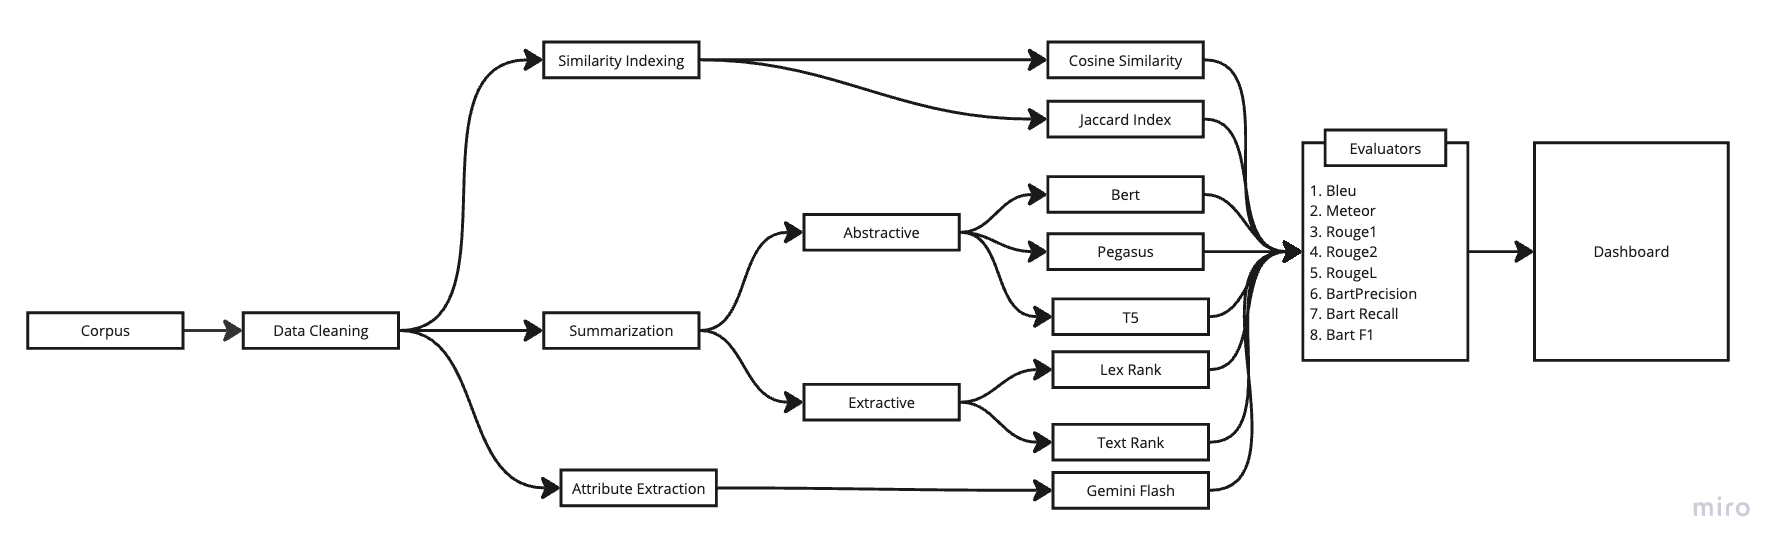 Similarity Indexing
Cosine Similarity
Jaccard Index
Evaluators
Bert
1. Bleu
2. Meteor
3. Rouge1
4. Rouge2
5. RougeL
6. BartPrecision
7. Bart Recall
8. Bart F1
Abstractive
Pegasus
Dashboard
Corpus
Data Cleaning
Summarization
T5
Lex Rank
Extractive
Text Rank
Attribute Extraction
Gemini Flash
miro